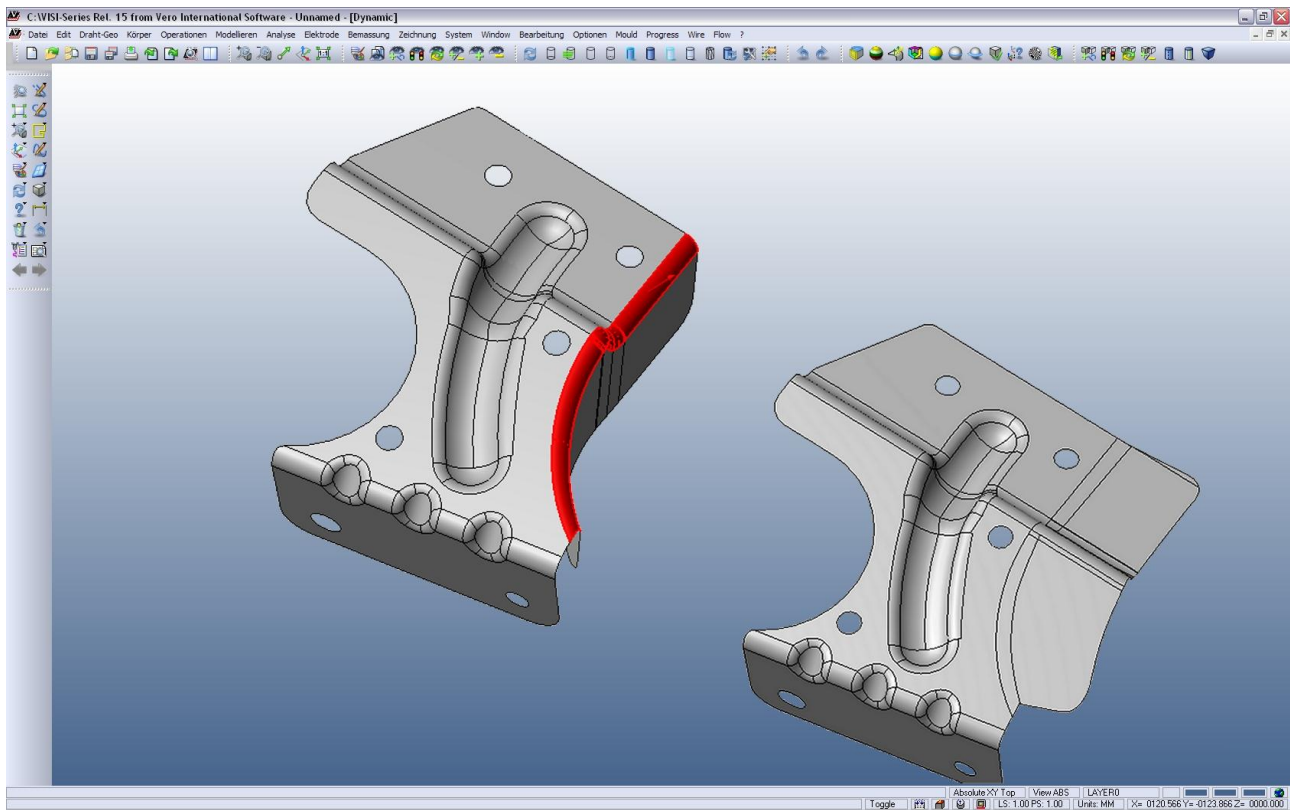 C:\VISI-Series Rel. 15 from Vero International Software - Unnamed - [Dynamic]
Datei Edit Draht-Geo Körper Operationen Modellieren Analyse Elektrode Bemassung Zeichnung System Window Bearbeitung Optionen Mould Progress Wire Flow ?
Absolute XY Top View ABS LAYER0
Toggle LS: 1.00 PS: 1.00 Units: MM X= 0120.566 Y= -0123.866 Z= 0000.000